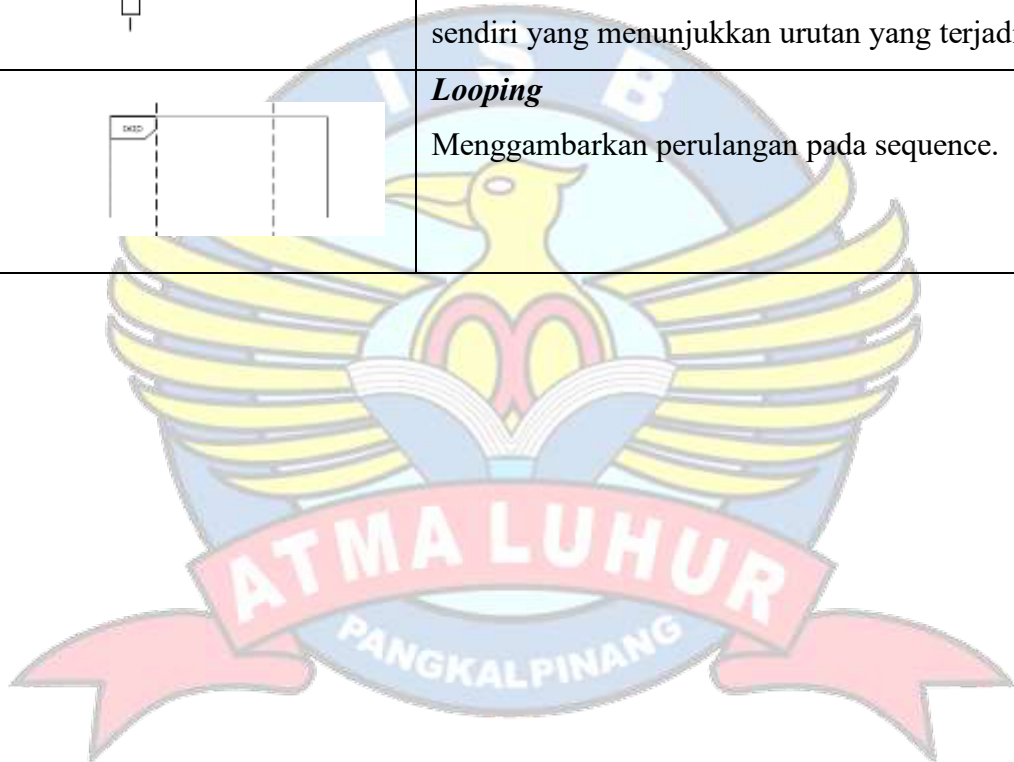 sendiri yang menunjukkan urutan yang terjadi
Looping
Menggambarkan perulangan pada sequence.
I S B
ATMA LUHUR
PANGKALPINANG